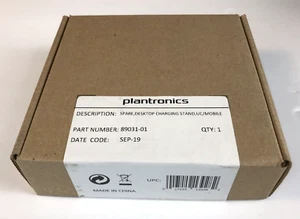 plantronics
DESCRIPTION: SPARE,DESKTOP CHARGING STAND,UC/MOBILE
PART NUMBER: 89031-01 QTY: 1
DATE CODE: SEP-19
UPC:
MADE IN CHINA